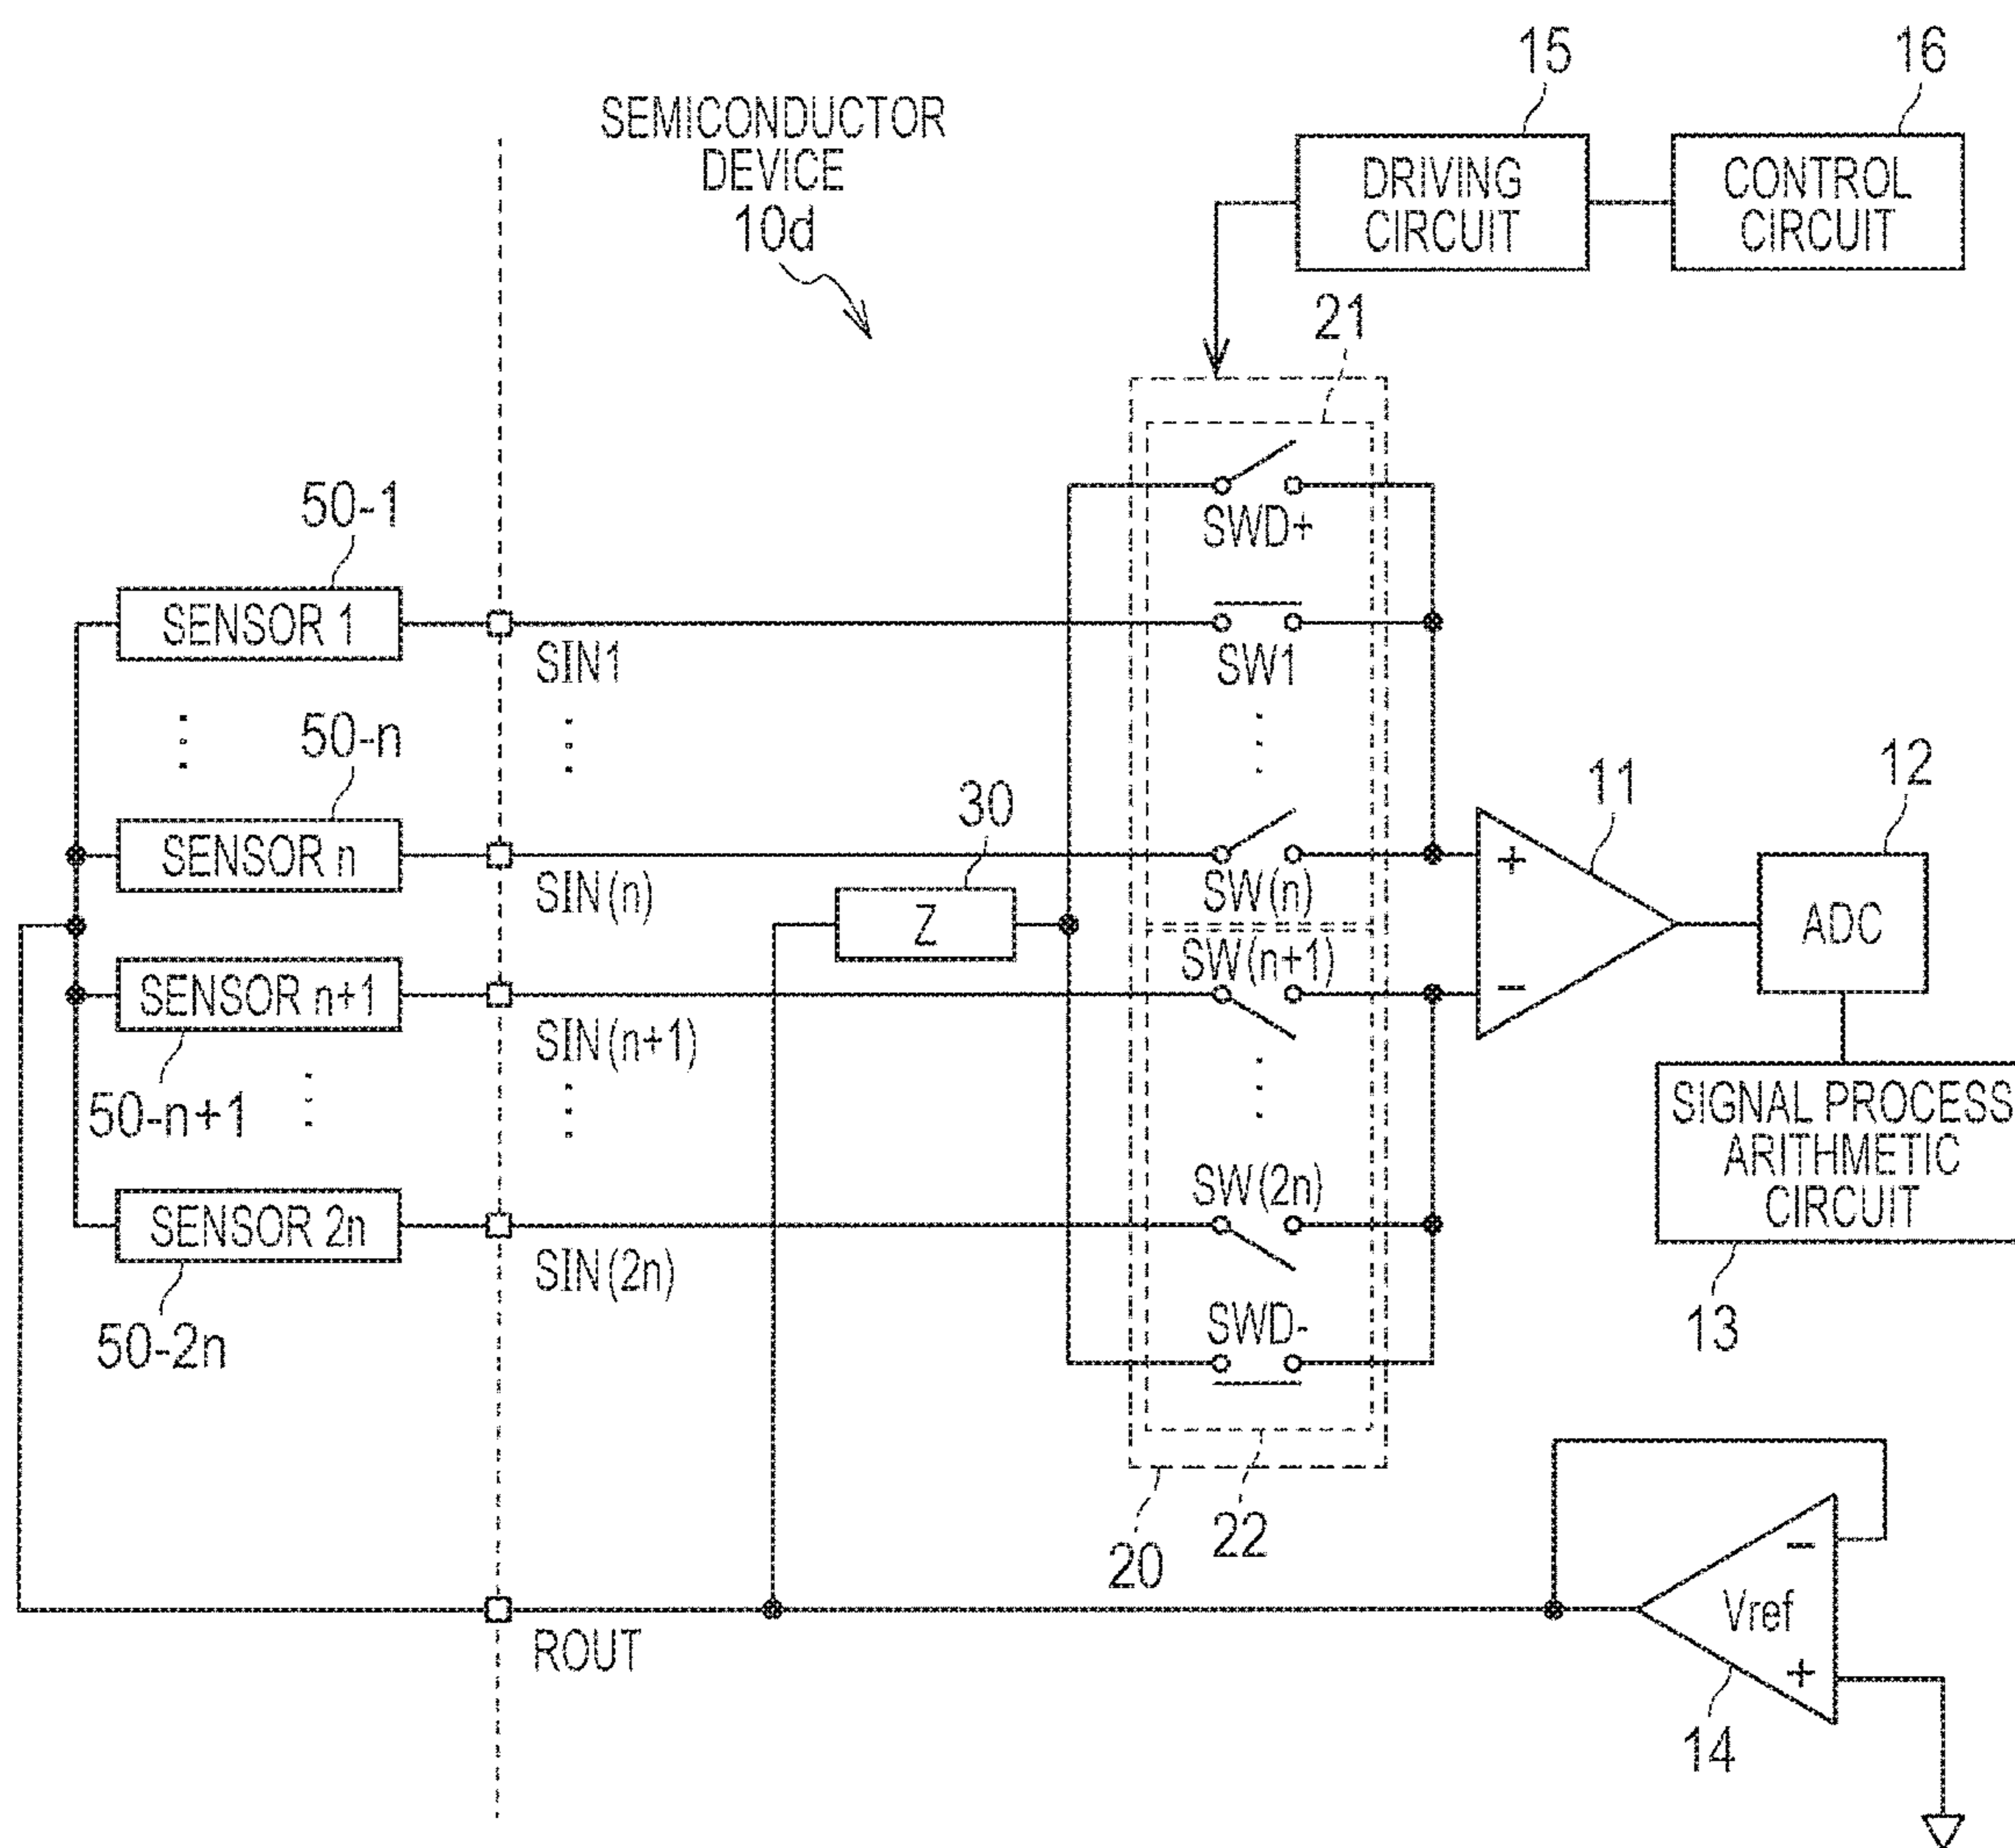 15
16
SEMICONDUCTOR
DEVICE
10d
DRIVING
CIRCUIT
CONTROL
CIRCUIT
21
SWD+
50-1
SENSOR 1
SIN1
SW1
50-n
SENSOR n
SIN(n)
30
Z
SW(n)
11
+
-
12
ADC
SW(n+1)
SENSOR n+1
SIN(n+1)
50-n+1
SIGNAL PROCESS
ARITHMETIC
CIRCUIT
13
SW(2n)
SENSOR 2n
SIN(2n)
50-2n
SWD-
20
22
-
Vref
+
14
ROUT